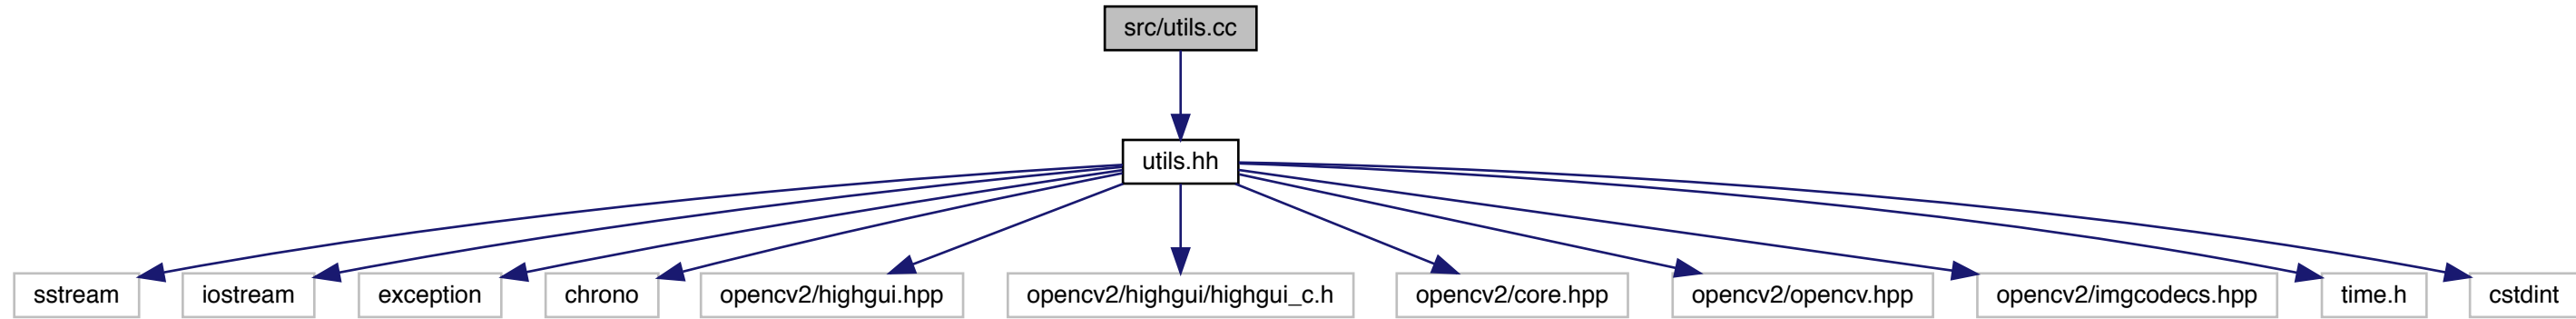 src/utils.cc
utils.hh
sstream
iostream
exception
chrono
opencv2/highgui.hpp
opencv2/highgui/highgui_c.h
opencv2/core.hpp
opencv2/opencv.hpp
opencv2/imgcodecs.hpp
time.h
cstdint